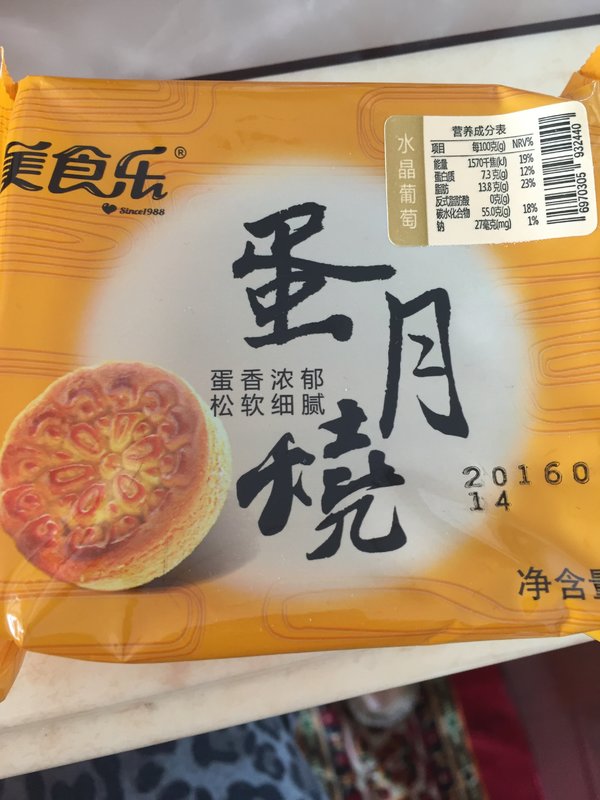 美食乐®
Since1988
水晶葡萄
营养成分表
项目 每100克(g) NRV%
能量 1570千焦(kJ) 19%
蛋白质 7.3克(g) 12%
脂肪 13.8克(g) 23%
反式脂肪酸 0克(g)
碳水化合物 55.0克(g) 18%
钠 27毫克(mg) 1%
6970305 932440
蛋月燒
蛋香浓郁
松软细腻
20160
14
净含量